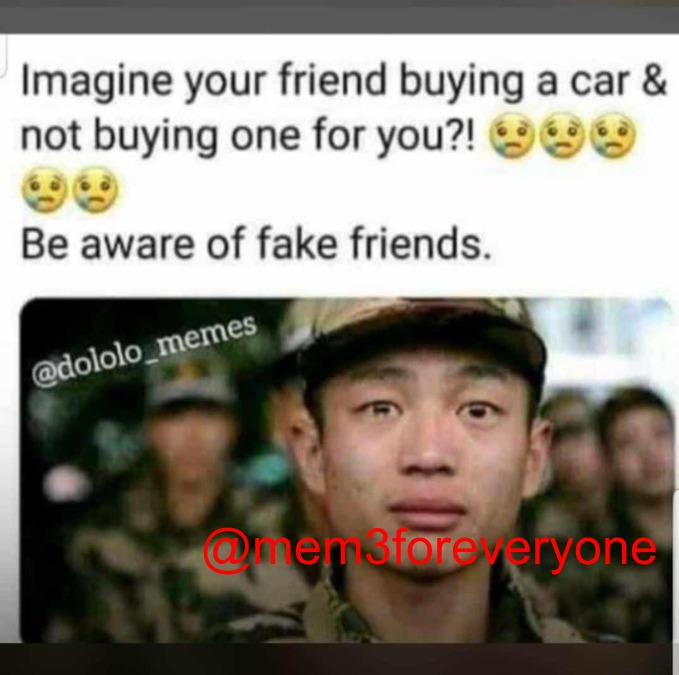 Imagine your friend buying a car &
not buying one for you?! 😢😢😢
😢😢
Be aware of fake friends.
@dololo_memes
@mem3foreveryone